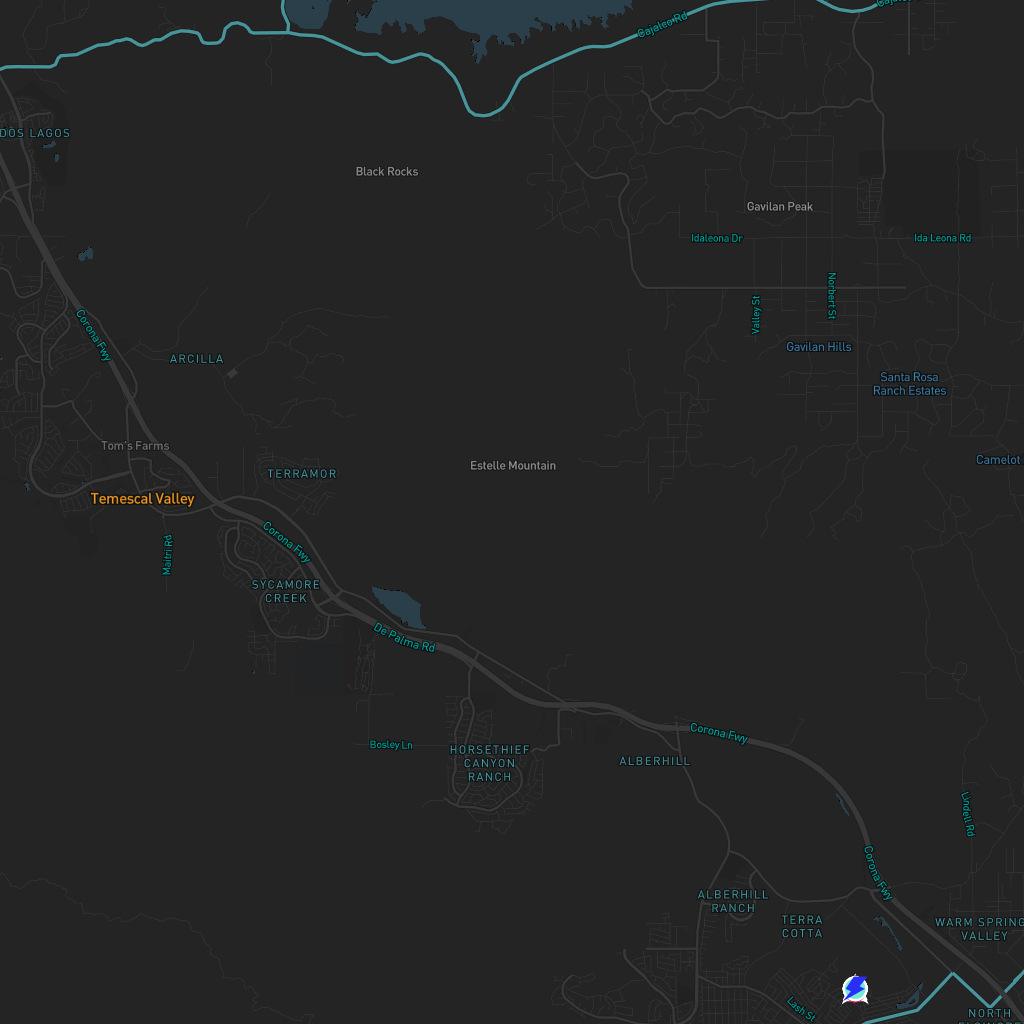 Cajalco Rd
DOS LAGOS
Black Rocks
Gavilan Peak
Idaleona Dr
Ida Leona Rd
Norbert St
Valley St
Corona Fwy
Gavilan Hills
ARCILLA
Santa Rosa
Ranch Estates
Tom's Farms
Camelot
Estelle Mountain
TERRAMOR
Temescal Valley
Corona Fwy
Maitri Rd
SYCAMORE
CREEK
De Palma Rd
Corona Fwy
Bosley Ln
HORSETHIEF
CANYON
RANCH
ALBERHILL
Lindell Rd
Corona Fwy
ALBERHILL
RANCH
TERRA
COTTA
WARM SPRING
VALLEY
Lash St
NORTH